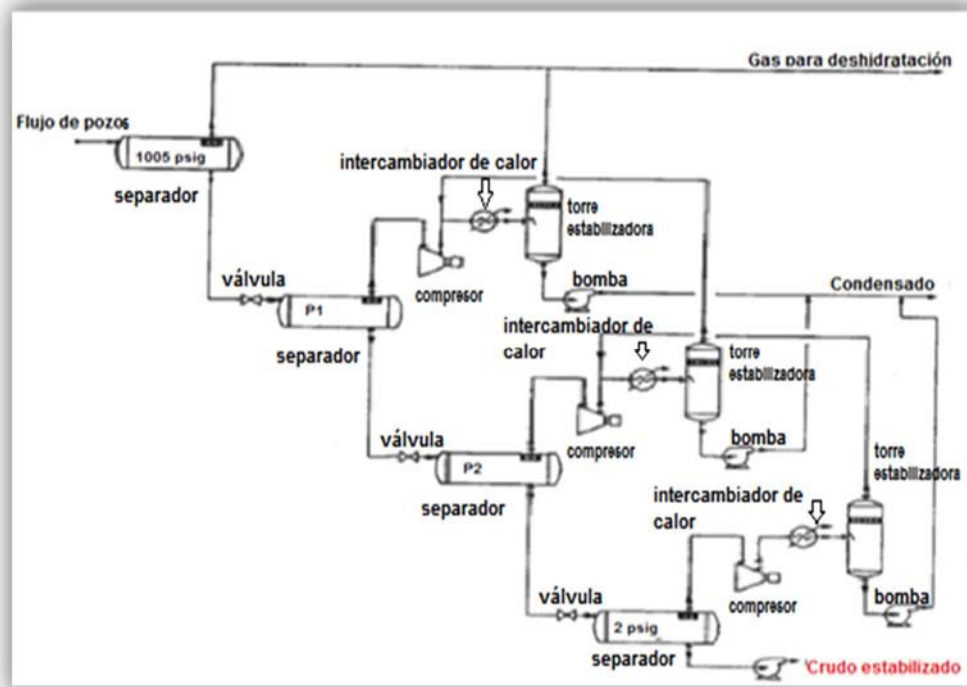 Gas para deshidratación
Flujo de pozos
1005 psig
separador
intercambiador de calor
torre
estabilizadora
válvula
P1
separador
compresor
bomba
Condensado
intercambiador de
calor
torre
estabilizadora
válvula
P2
separador
compresor
bomba
torre
estabilizadora
intercambiador de
calor
válvula
2 psig
separador
compresor
bomba
Crudo estabilizado